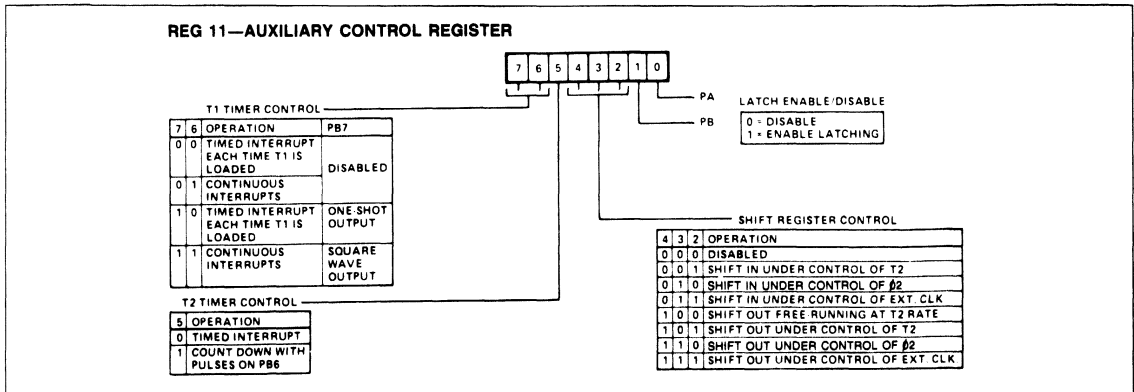 REG 11—AUXILIARY CONTROL REGISTER
7 6 5 4 3 2 1 0
PA
PB
LATCH ENABLE/DISABLE
0 = DISABLE
1 = ENABLE LATCHING
T1 TIMER CONTROL
7 6 OPERATION PB7
0 0 TIMED INTERRUPT
EACH TIME T1 IS
LOADED
DISABLED
0 1 CONTINUOUS
INTERRUPTS
1 0 TIMED INTERRUPT ONE-SHOT
EACH TIME T1 IS OUTPUT
LOADED
1 1 CONTINUOUS SQUARE
INTERRUPTS WAVE
OUTPUT
T2 TIMER CONTROL
5 OPERATION
0 TIMED INTERRUPT
1 COUNT DOWN WITH
PULSES ON PB6
SHIFT REGISTER CONTROL
4 3 2 OPERATION
0 0 0 DISABLED
0 0 1 SHIFT IN UNDER CONTROL OF T2
0 1 0 SHIFT IN UNDER CONTROL OF ϕ2
0 1 1 SHIFT IN UNDER CONTROL OF EXT. CLK
1 0 0 SHIFT OUT FREE-RUNNING AT T2 RATE
1 0 1 SHIFT OUT UNDER CONTROL OF T2
1 1 0 SHIFT OUT UNDER CONTROL OF ϕ2
1 1 1 SHIFT OUT UNDER CONTROL OF EXT. CLK